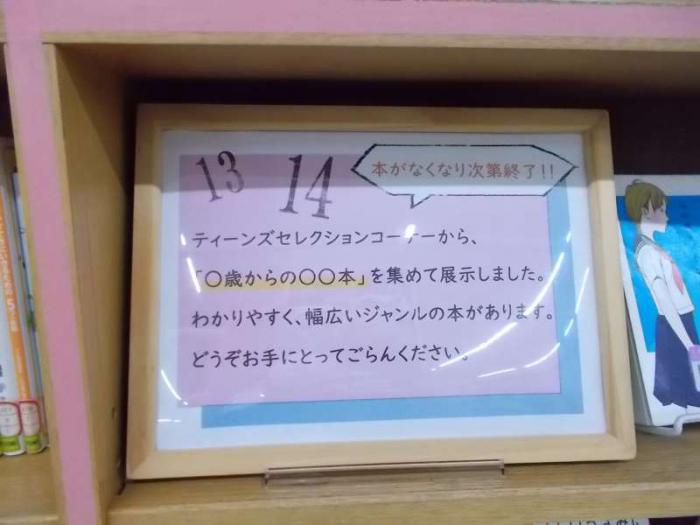 13 14
本がなくなり次第終了!!
ティーンズセレクションコーナーから、
「〇歳からの〇〇本」を集めて展示しました。
わかりやすく、幅広いジャンルの本があります。
どうぞお手にとってごらんください。